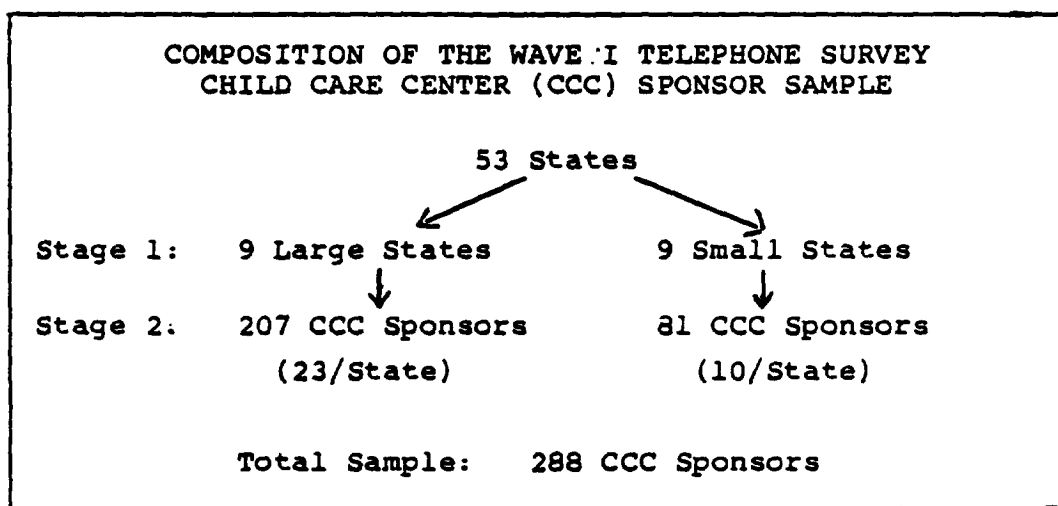 COMPOSITION OF THE WAVE I TELEPHONE SURVEY
CHILD CARE CENTER (CCC) SPONSOR SAMPLE
53 States
Stage 1: 9 Large States 9 Small States
Stage 2: 207 CCC Sponsors 81 CCC Sponsors
(23/State) (10/State)
Total Sample: 288 CCC Sponsors